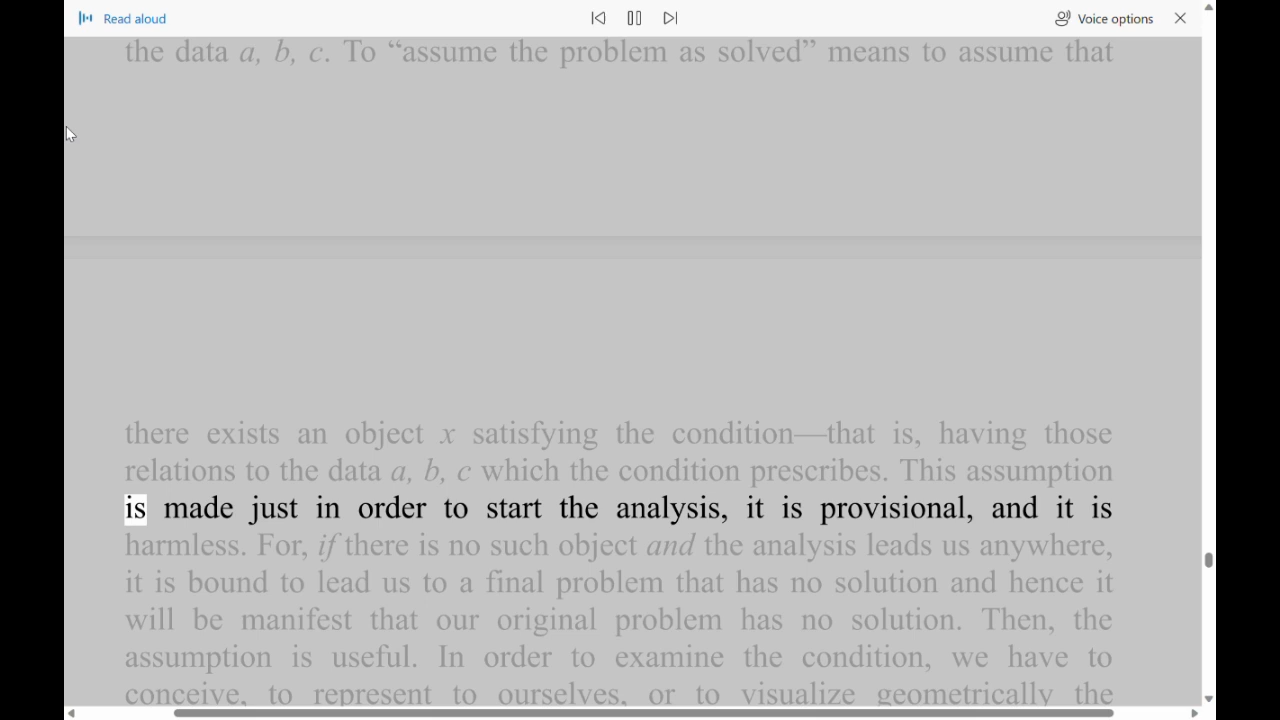 Read aloud
Voice options
the data a, b, c. To “assume the problem as solved” means to assume that
there exists an object x satisfying the condition—that is, having those
relations to the data a, b, c which the condition prescribes. This assumption
is made just in order to start the analysis, it is provisional, and it is
harmless. For, if there is no such object and the analysis leads us anywhere,
it is bound to lead us to a final problem that has no solution and hence it
will be manifest that our original problem has no solution. Then, the
assumption is useful. In order to examine the condition, we have to
conceive, to represent to ourselves, or to visualize geometrically the